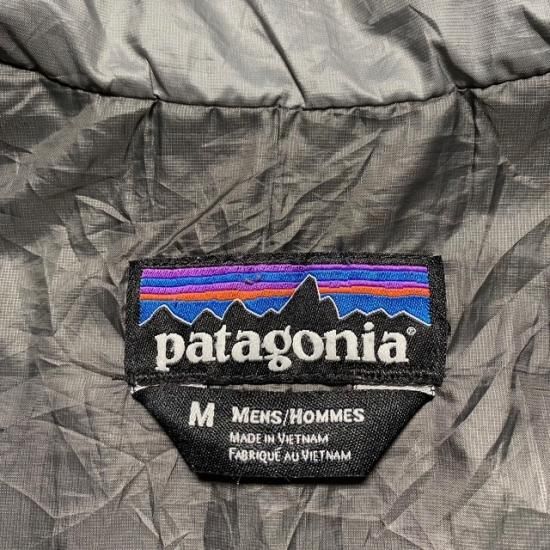 patagonia®
M MENS/HOMMES
MADE IN VIETNAM
FABRIQUÉ AU VIETNAM